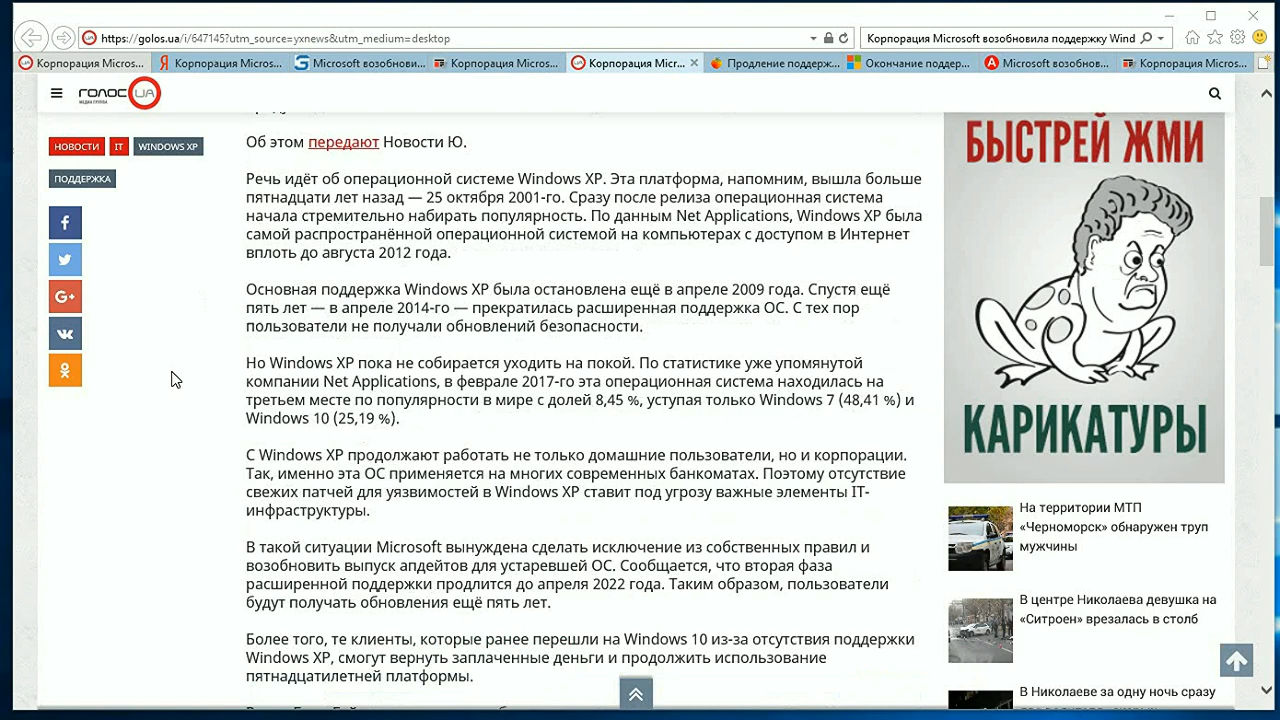 https://golos.ua/i/647145?utm_source=yxnews&utm_medium=desktop
Корпорация Microsoft возобновила поддержку Wind
Корпорация Micros...
Корпорация Micros...
Microsoft возобнови...
Корпорация Micros...
Корпорация Micr...
Продление поддерж...
Окончание поддерж...
Microsoft возобнов...
Корпорация Micros...
ГОЛОС UA
МЕДИА ГРУППА
НОВОСТИ
IT
WINDOWS XP
ПОДДЕРЖКА
Об этом передают Новости Ю.
Речь идёт об операционной системе Windows XP. Эта платформа, напомним, вышла больше
пятнадцати лет назад — 25 октября 2001-го. Сразу после релиза операционная система
начала стремительно набирать популярность. По данным Net Applications, Windows XP была
самой распространённой операционной системой на компьютерах с доступом в Интернет
вплоть до августа 2012 года.
Основная поддержка Windows XP была остановлена ещё в апреле 2009 года. Спустя ещё
пять лет — в апреле 2014-го — прекратилась расширенная поддержка ОС. С тех пор
пользователи не получали обновлений безопасности.
Но Windows XP пока не собирается уходить на покой. По статистике уже упомянутой
компании Net Applications, в феврале 2017-го эта операционная система находилась на
третьем месте по популярности в мире с долей 8,45 %, уступая только Windows 7 (48,41 %) и
Windows 10 (25,19 %).
С Windows XP продолжают работать не только домашние пользователи, но и корпорации.
Так, именно эта ОС применяется на многих современных банкоматах. Поэтому отсутствие
свежих патчей для уязвимостей в Windows XP ставит под угрозу важные элементы IT-
инфраструктуры.
В такой ситуации Microsoft вынуждена сделать исключение из собственных правил и
возобновить выпуск апдейтов для устаревшей ОС. Сообщается, что вторая фаза
расширенной поддержки продлится до апреля 2022 года. Таким образом, пользователи
будут получать обновления ещё пять лет.
Более того, те клиенты, которые ранее перешли на Windows 10 из-за отсутствия поддержки
Windows XP, смогут вернуть заплаченные деньги и продолжить использование
пятнадцатилетней платформы.
БЫСТРЕЙ ЖМИ
КАРИКАТУРЫ
На территории МТП
«Черноморск» обнаружен труп
мужчины
В центре Николаева девушка на
«Ситроен» врезалась в столб
В Николаеве за одну ночь сразу